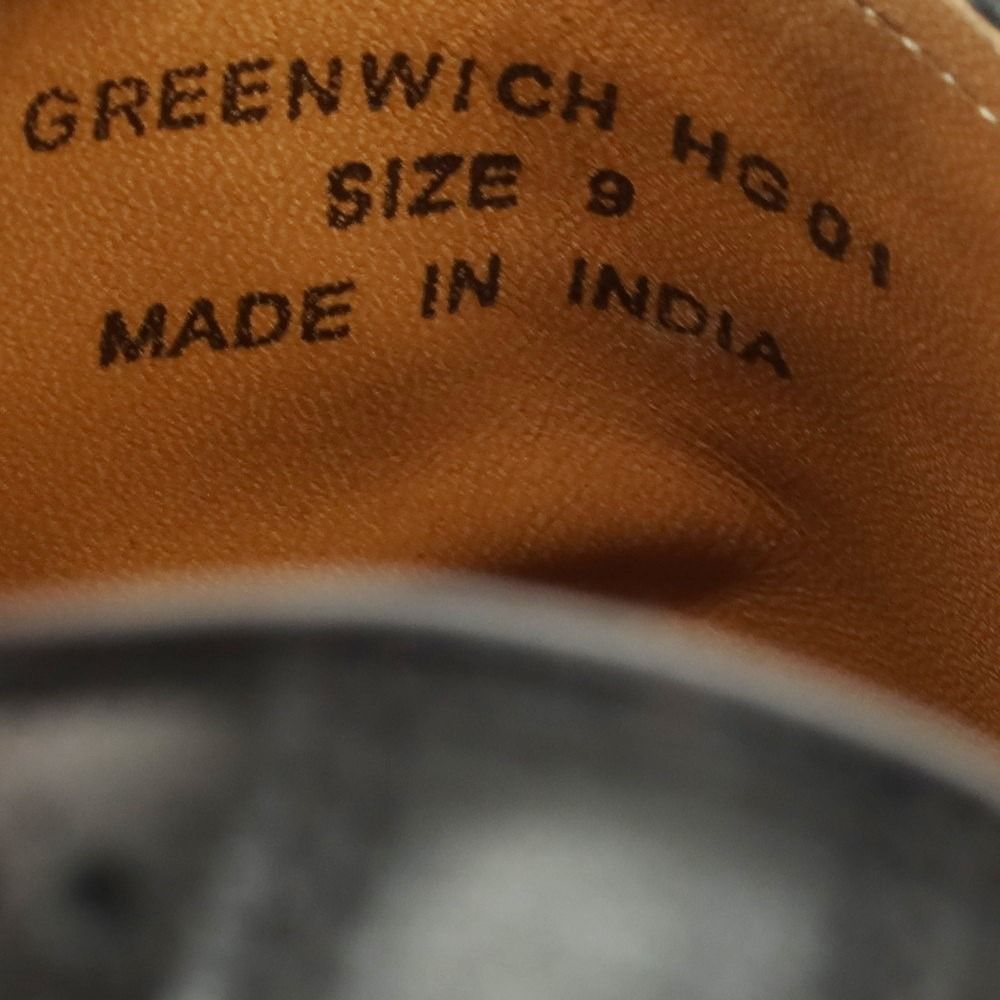 GREENWICH HG01
SIZE 9
MADE IN INDIA